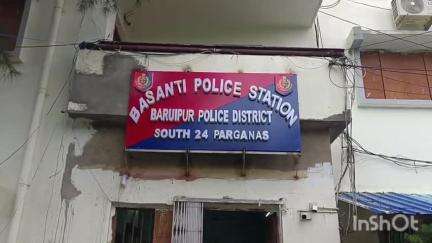 BASANTI POLICE STATION
BARUIPUR POLICE DISTRICT
SOUTH 24 PARGANAS
InShOt